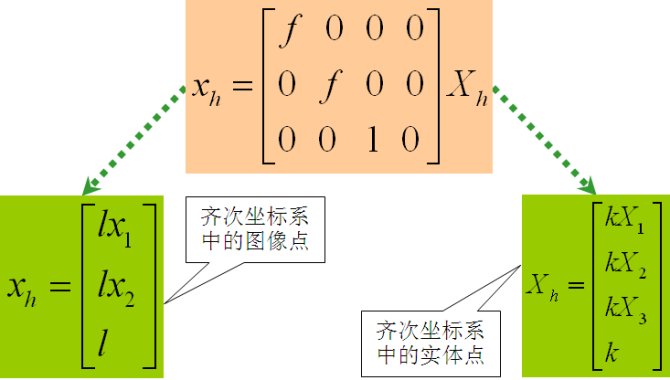 x_h = [f 0 0 0
0 f 0 0
0 0 1 0] X_h
x_h = [lx_1
lx_2
l]
齐次坐标系
中的图像点
齐次坐标系
中的实体点
X_h = [kX_1
kX_2
kX_3
k]